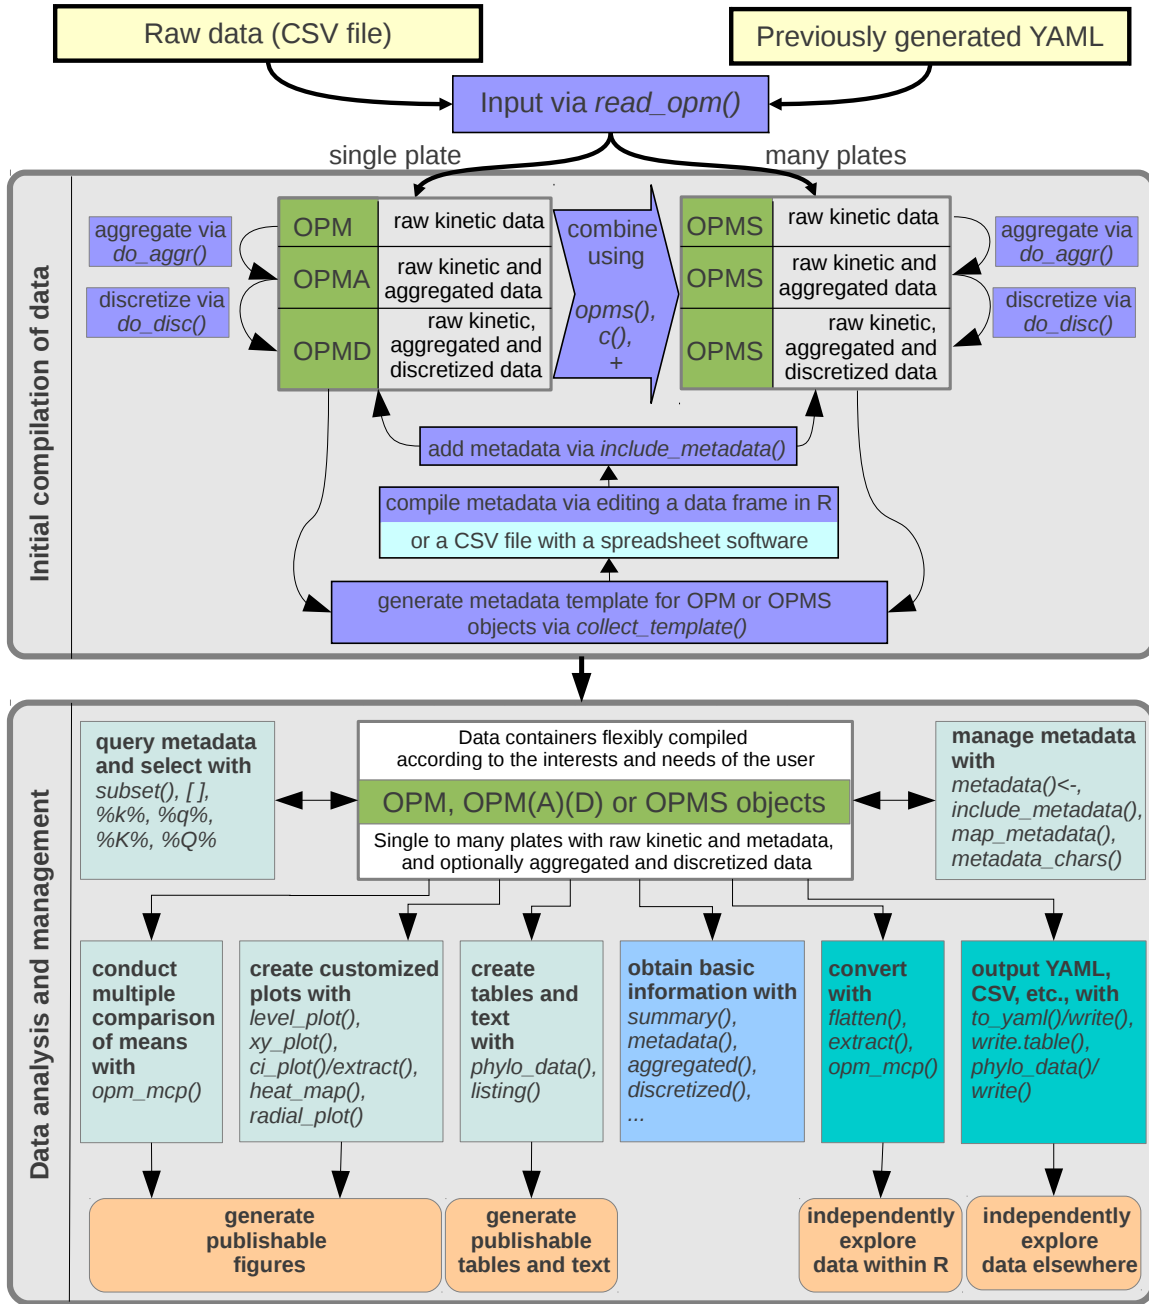 Raw data (CSV file)
Previously generated YAML
Input via read_opm()
single plate
many plates
Initial compilation of data
aggregate via
do_aggr()
discretize via
do_disc()
OPM
raw kinetic data
OPMA
raw kinetic and
aggregated data
OPMD
raw kinetic,
aggregated and
discretized data
combine
using
opms(),
c(),
+
OPMS
raw kinetic data
OPMS
raw kinetic and
aggregated data
OPMS
raw kinetic,
aggregated and
discretized data
aggregate via
do_aggr()
discretize via
do_disc()
add metadata via include_metadata()
compile metadata via editing a data frame in R
or a CSV file with a spreadsheet software
generate metadata template for OPM or OPMS
objects via collect_template()
Data analysis and management
query metadata
and select with
subset(), [ ],
%k%, %q%,
%K%, %Q%
Data containers flexibly compiled
according to the interests and needs of the user
OPM, OPM(A)(D) or OPMS objects
Single to many plates with raw kinetic and metadata,
and optionally aggregated and discretized data
manage metadata
with
metadata()<-,
include_metadata(),
map_metadata(),
metadata_chars()
conduct
multiple
comparison
of means
with
opm_mcp()
create customized
plots with
level_plot(),
xy_plot(),
ci_plot()/extract(),
heat_map(),
radial_plot()
create
tables and
text
with
phylo_data(),
listing()
obtain basic
information with
summary(),
metadata(),
aggregated(),
discretized(),
...
convert
with
flatten(),
extract(),
opm_mcp()
output YAML,
CSV, etc., with
to_yaml()/write(),
write.table(),
phylo_data()/
write()
generate
publishable
figures
generate
publishable
tables and text
independently
explore
data within R
independently
explore
data elsewhere